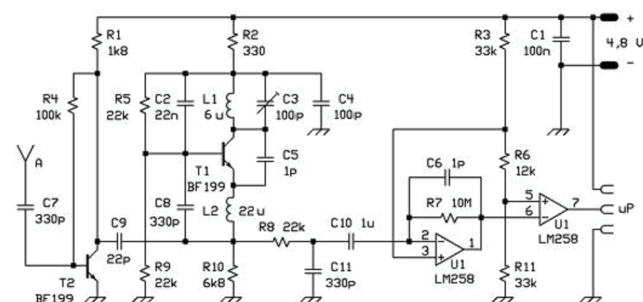 R1
1k8
R2
330
R3
33k
C1
100n
+
4,8 V
-
R4
100k
R5
22k
C2
22n
L1
6u
C3
100p
C4
100p
A
T1
BF199
C5
1p
R6
12k
C6 1p
C7
330p
C8
330p
L2 22u
R7 10M
5
+
6
-
7
uP
U1
LM258
C9
22p
R8 22k
C10 1u
2
-
3
+
1
U1
LM258
T2
BF199
R9
22k
R10
6k8
C11
330p
R11
33k